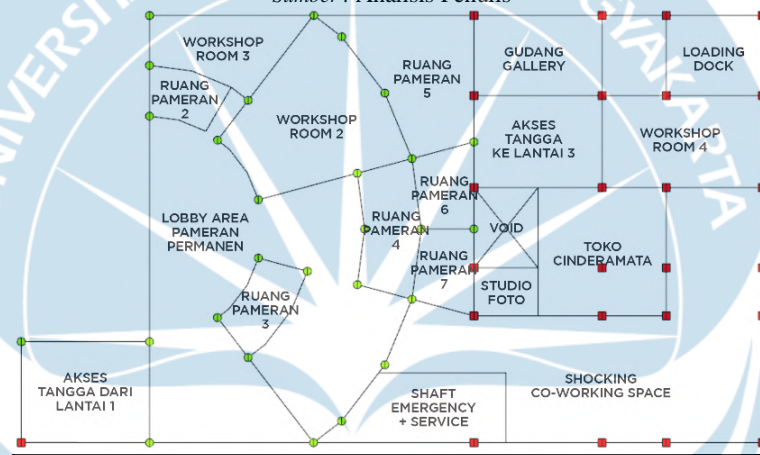 Sumber : Analisis Penulis
WORKSHOP
ROOM 3
RUANG
PAMERAN
2
WORKSHOP
ROOM 2
RUANG
PAMERAN
5
GUDANG
GALLERY
LOADING
DOCK
AKSES
TANGGA
KE LANTAI 3
WORKSHOP
ROOM 4
LOBBY AREA
PAMERAN
PERMANEN
RUANG
PAMERAN
4
RUANG
PAMERAN
6
VOID
TOKO
CINDERAMATA
RUANG
PAMERAN
7
STUDIO
FOTO
RUANG
PAMERAN
3
AKSES
TANGGA DARI
LANTAI 1
SHAFT
EMERGENCY
+ SERVICE
SHOCKING
CO-WORKING SPACE